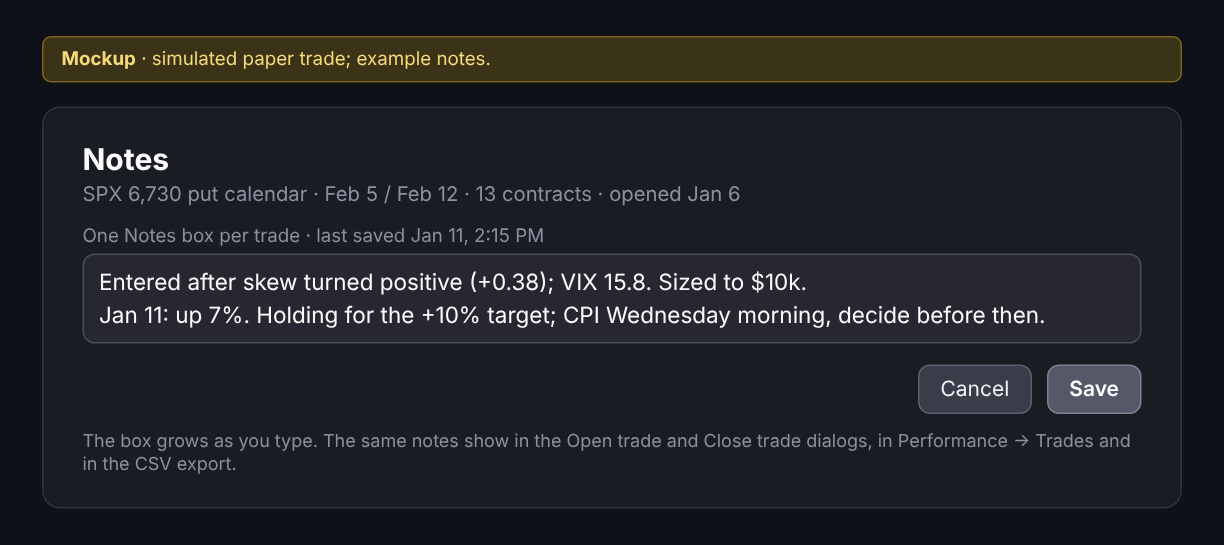 Mockup · simulated paper trade; example notes.
Notes
SPX 6,730 put calendar · Feb 5 / Feb 12 · 13 contracts · opened Jan 6
One Notes box per trade · last saved Jan 11, 2:15 PM
Entered after skew turned positive (+0.38); VIX 15.8. Sized to $10k.
Jan 11: up 7%. Holding for the +10% target; CPI Wednesday morning, decide before then.
Cancel
Save
The box grows as you type. The same notes show in the Open trade and Close trade dialogs, in Performance → Trades and
in the CSV export.